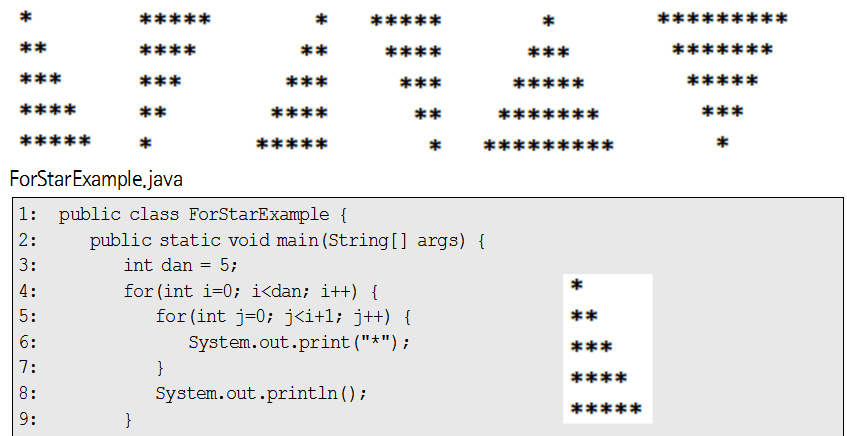 *      *****       *  *****      *      *********
**     ****       **   ****     ***      *******
***    ***       ***    ***    *****      *****
****   **       ****     **   *******      ***
*****  *       *****      *  *********      *
ForStarExample.java
1: public class ForStarExample {
2:    public static void main(String[] args) {
3:       int dan = 5;
4:       for(int i=0; i<dan; i++) {
5:          for(int j=0; j<i+1; j++) {
6:             System.out.print("*");
7:          }
8:          System.out.println();
9:       }
*
**
***
****
*****